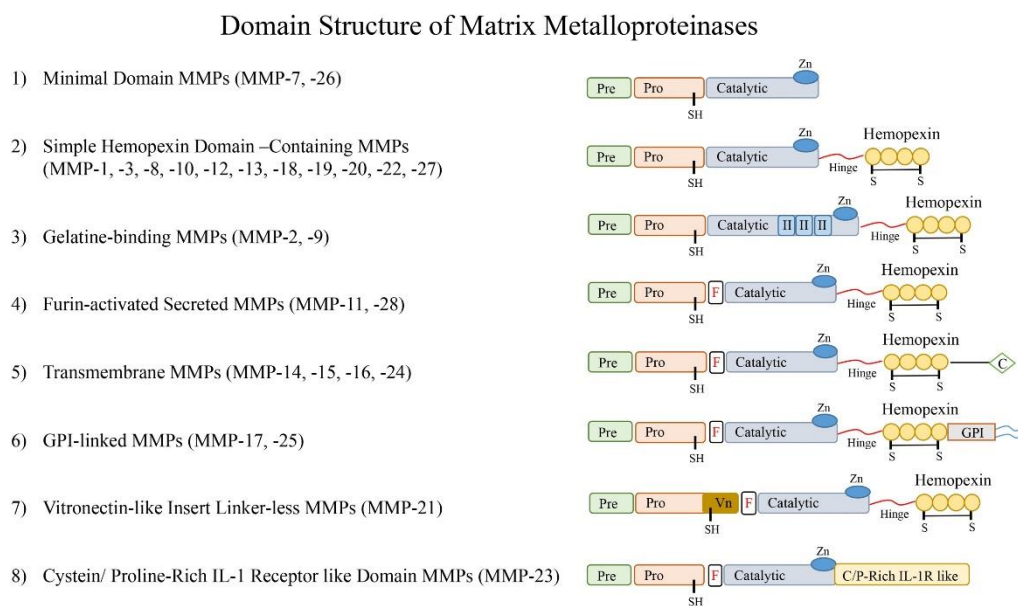 Domain Structure of Matrix Metalloproteinases
1) Minimal Domain MMPs (MMP-7, -26)
Pre Pro SH Catalytic Zn
2) Simple Hemopexin Domain –Containing MMPs
(MMP-1, -3, -8, -10, -12, -13, -18, -19, -20, -22, -27)
Pre Pro SH Catalytic Zn Hinge Hemopexin S S
3) Gelatine-binding MMPs (MMP-2, -9)
Pre Pro SH Catalytic II II II Zn Hinge Hemopexin S S
4) Furin-activated Secreted MMPs (MMP-11, -28)
Pre Pro SH F Catalytic Zn Hinge Hemopexin S S
5) Transmembrane MMPs (MMP-14, -15, -16, -24)
Pre Pro SH F Catalytic Zn Hinge Hemopexin S S C
6) GPI-linked MMPs (MMP-17, -25)
Pre Pro SH F Catalytic Zn Hinge Hemopexin S S GPI
7) Vitronectin-like Insert Linker-less MMPs (MMP-21)
Pre Pro Vn SH F Catalytic Zn Hinge Hemopexin S S
8) Cystein/ Proline-Rich IL-1 Receptor like Domain MMPs (MMP-23)
Pre Pro SH F Catalytic Zn C/P-Rich IL-1R like